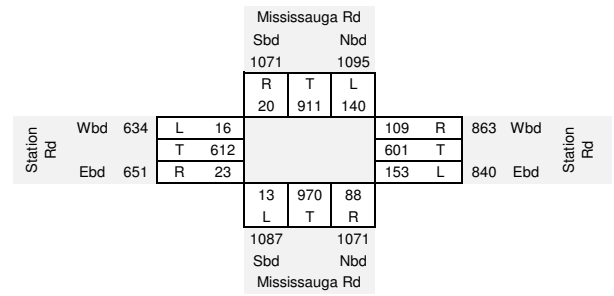 Mississauga Rd
Sbd Nbd
1071 1095
R T L
20 911 140
Station Rd
Wbd 634 L 16 109 R 863 Wbd
T 612 601 T
Ebd 651 R 23 153 L 840 Ebd
Station Rd
13 970 88
L T R
1087 1071
Sbd Nbd
Mississauga Rd